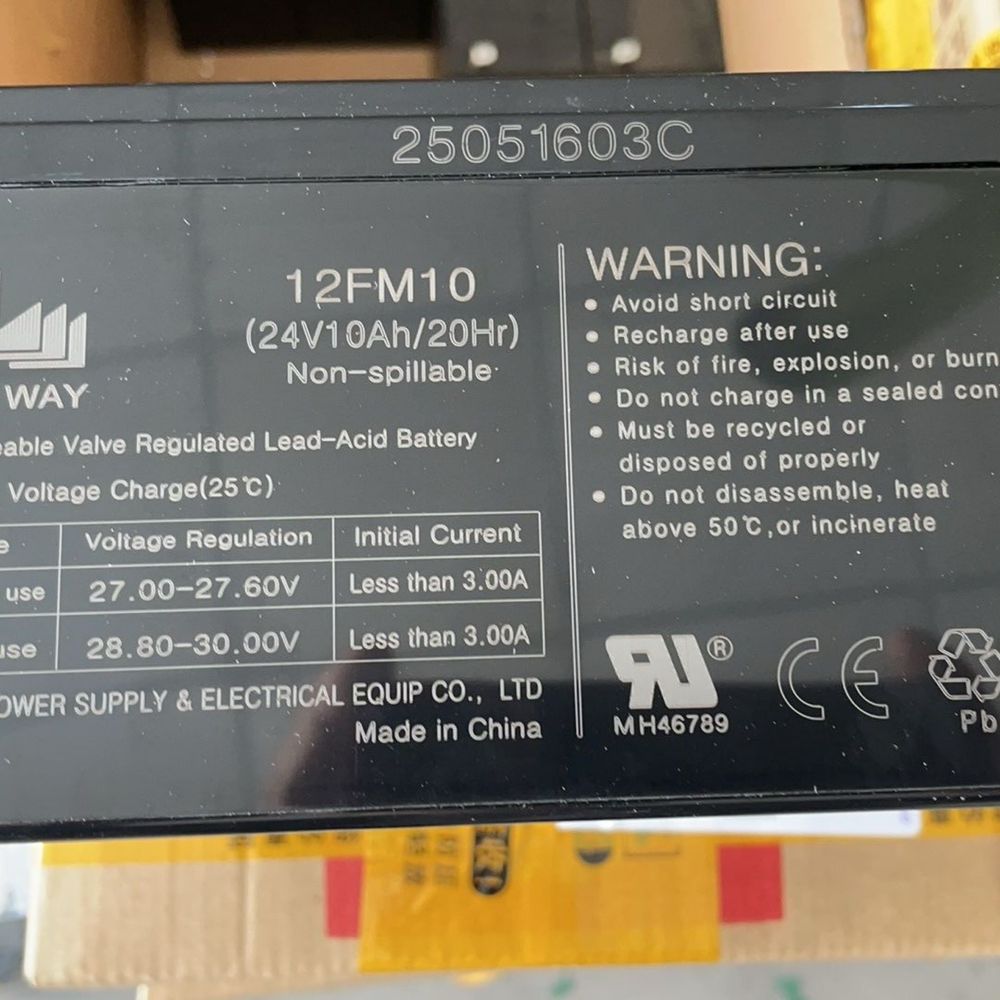 25051603C
WAY
12FM10
(24V10Ah/20Hr)
Non-spillable
eable Valve Regulated Lead-Acid Battery
Voltage Charge(25℃)
e Voltage Regulation Initial Current
use 27.00-27.60V Less than 3.00A
use 28.80-30.00V Less than 3.00A
OWER SUPPLY & ELECTRICAL EQUIP CO., LTD
Made in China
WARNING:
• Avoid short circuit
• Recharge after use
• Risk of fire, explosion, or burn
• Do not charge in a sealed con
• Must be recycled or
disposed of properly
• Do not disassemble, heat
above 50℃,or incinerate
RU®
MH46789
CE
Pb